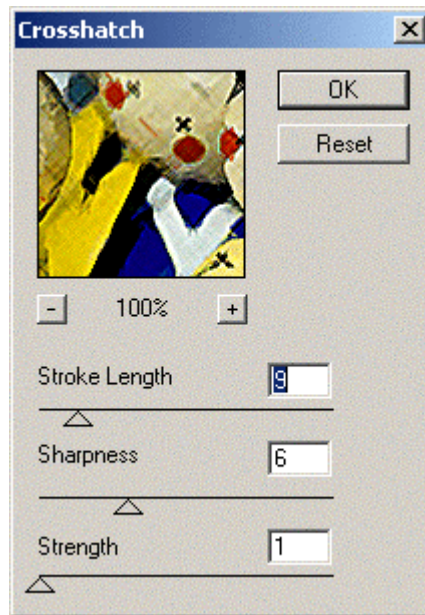 Crosshatch
OK
Reset
- 100% +
Stroke Length 9
Sharpness 6
Strength 1